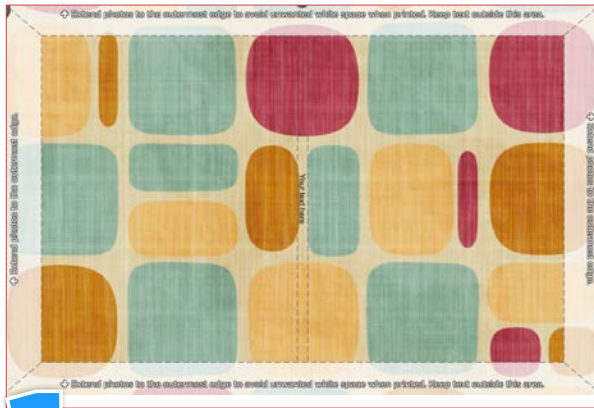 Extend photos to the outermost edge to avoid unwanted white space when printed. Keep text outside this area.
Extend photos to the outermost edge.
Your text here
Extend photos to the outermost edge.
Extend photos to the outermost edge to avoid unwanted white space when printed. Keep text outside this area.